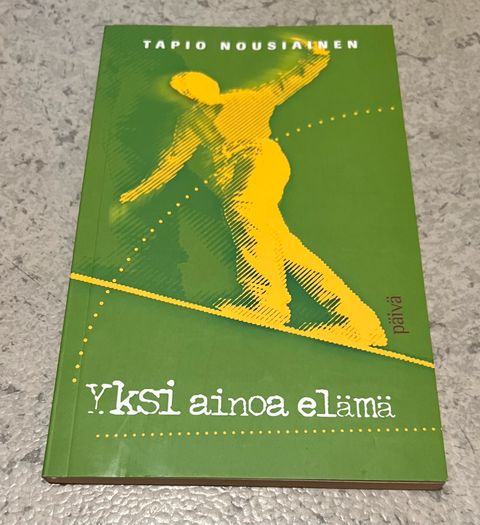 TAPIO NOUSIAINEN
päivä
Yksi ainoa elämä